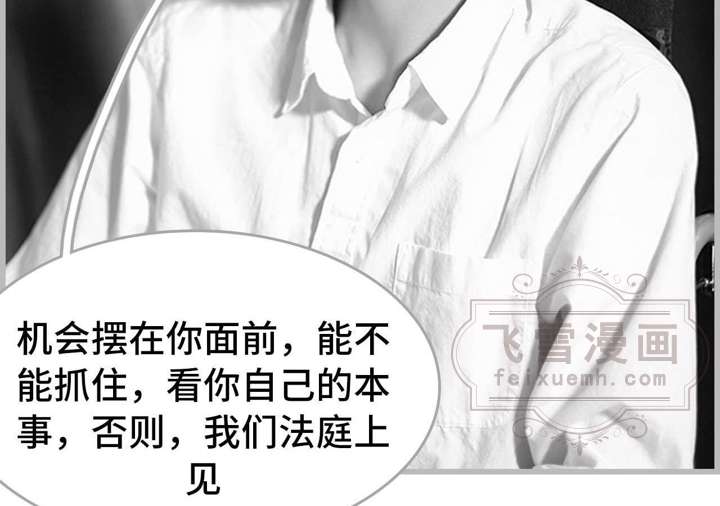 机会摆在你面前，能不
能抓住，看你自己的本
事，否则，我们法庭上
见
飞雪漫画
feixuemh.com